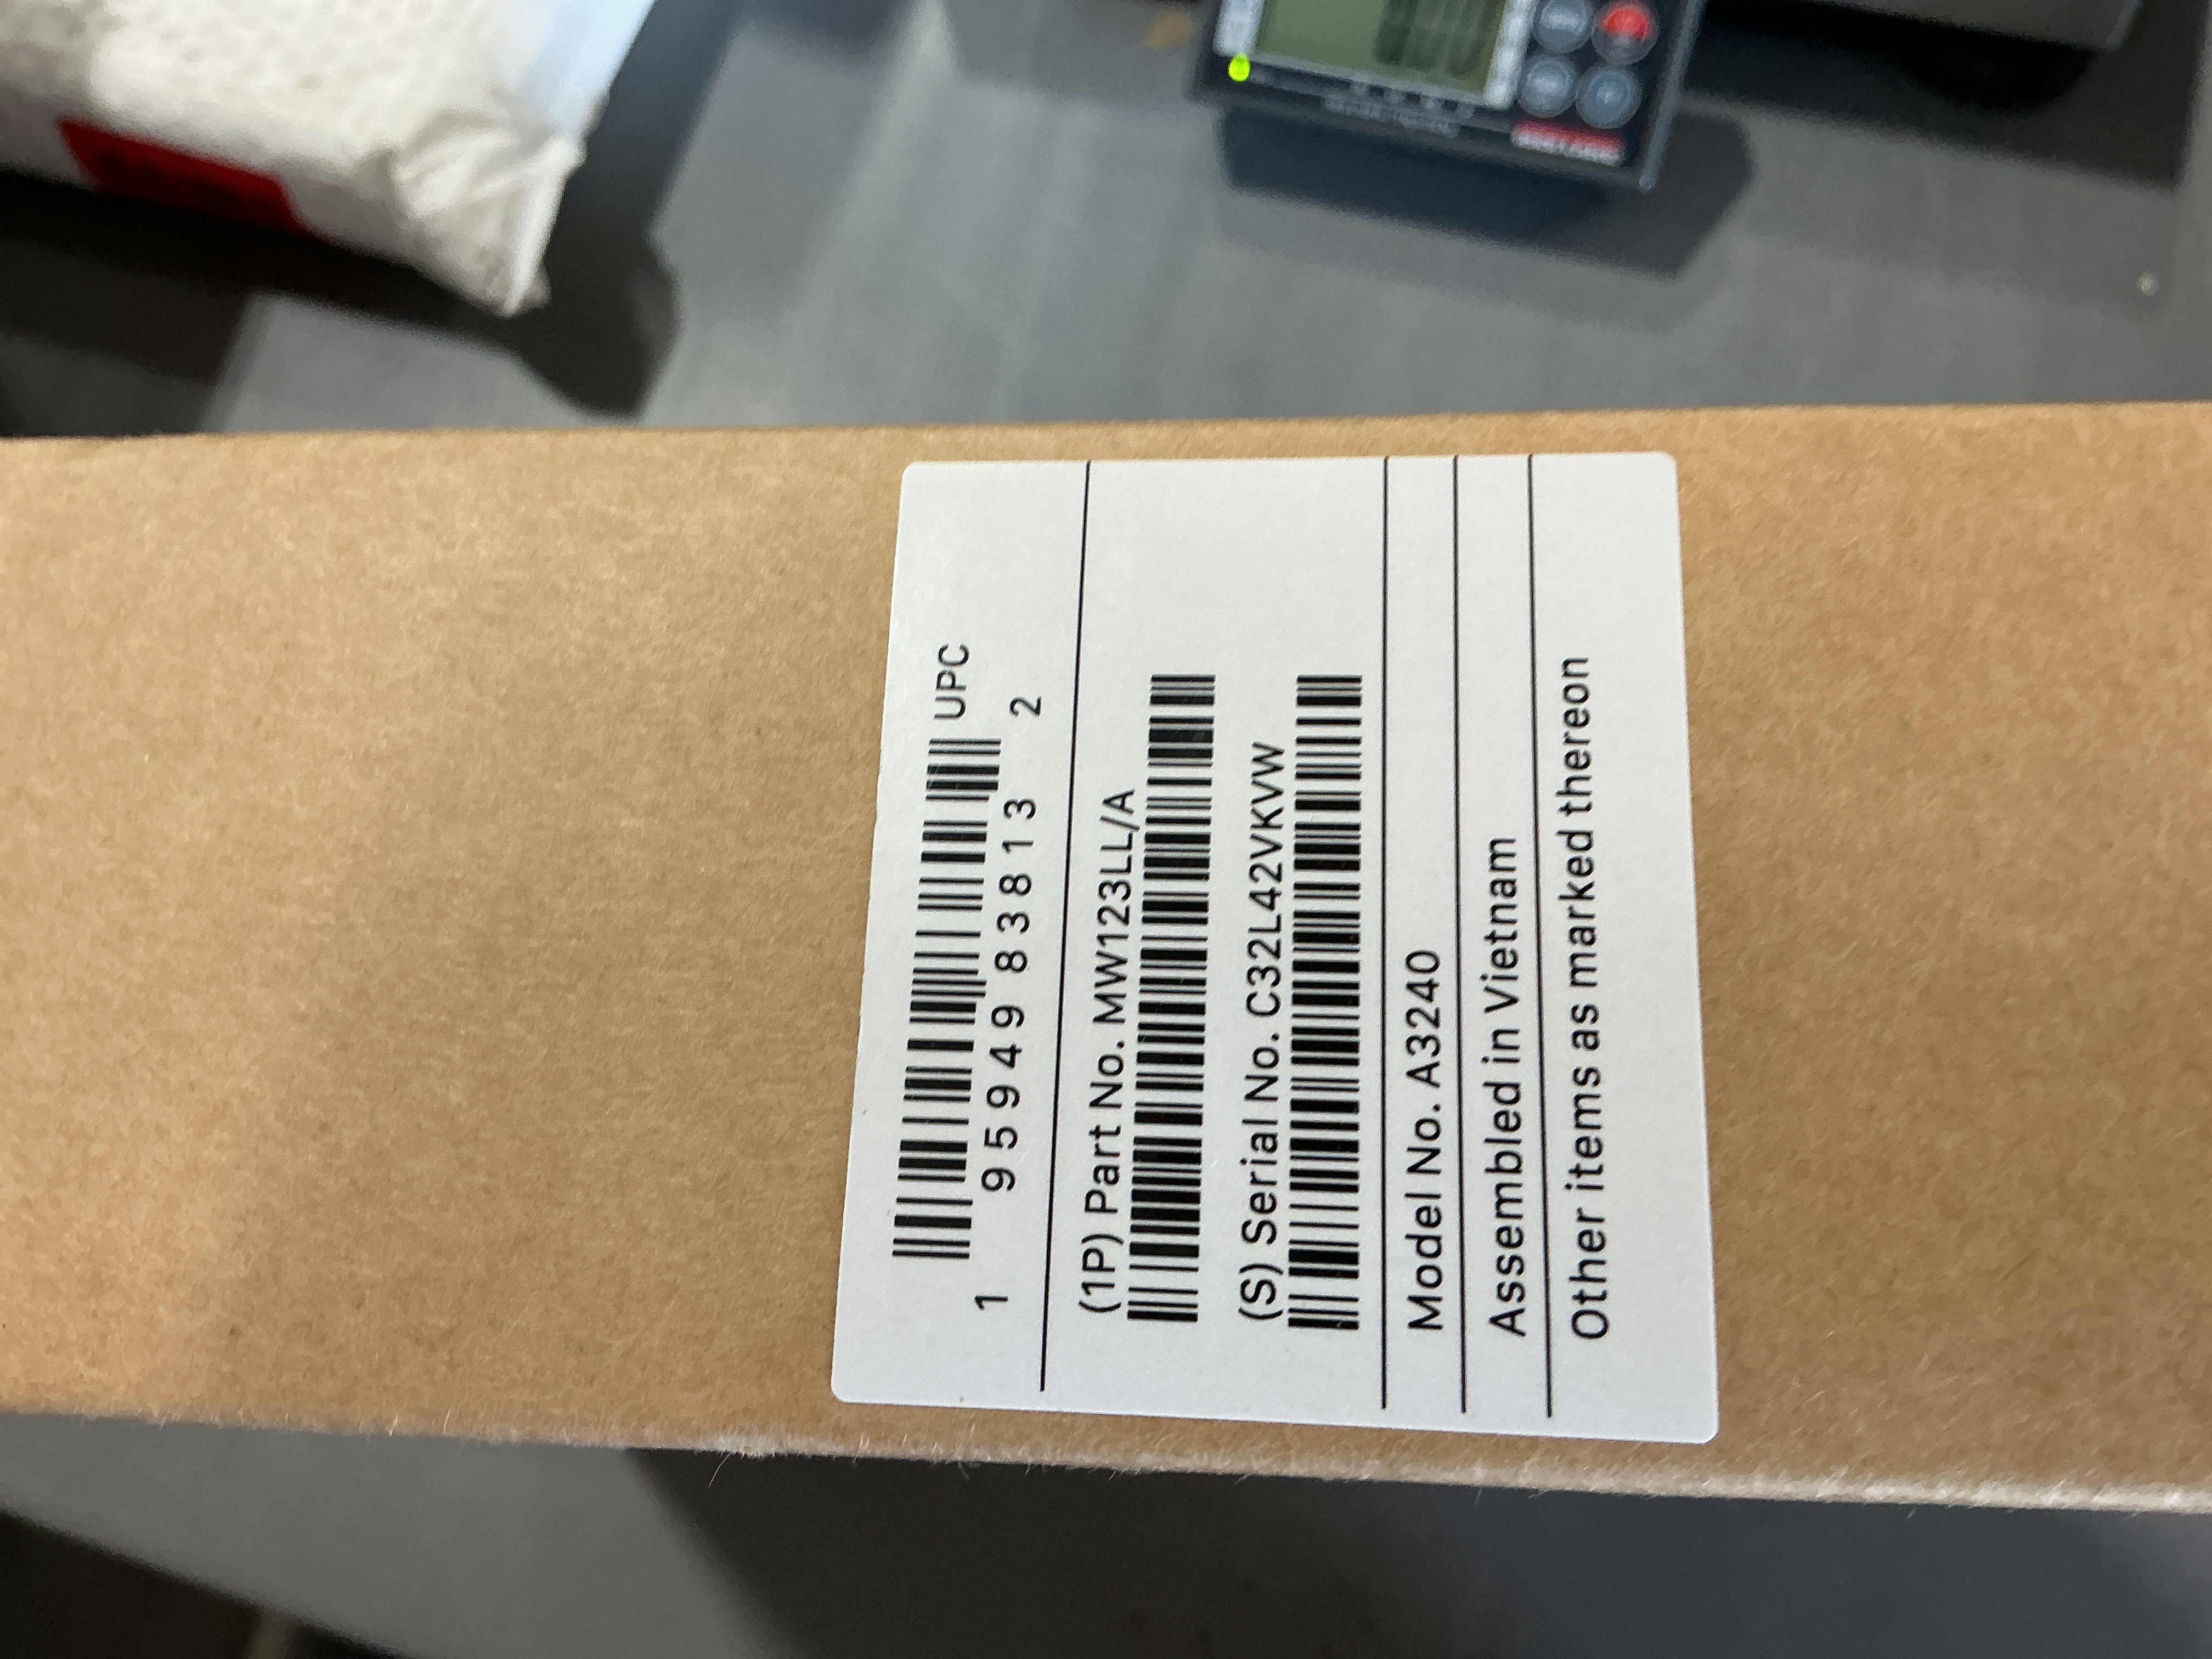 UPC
1 95949 83813 2
(1P) Part No. MW123LL/A
(S) Serial No. C32L42VKVW
Model No. A3240
Assembled in Vietnam
Other items as marked thereon